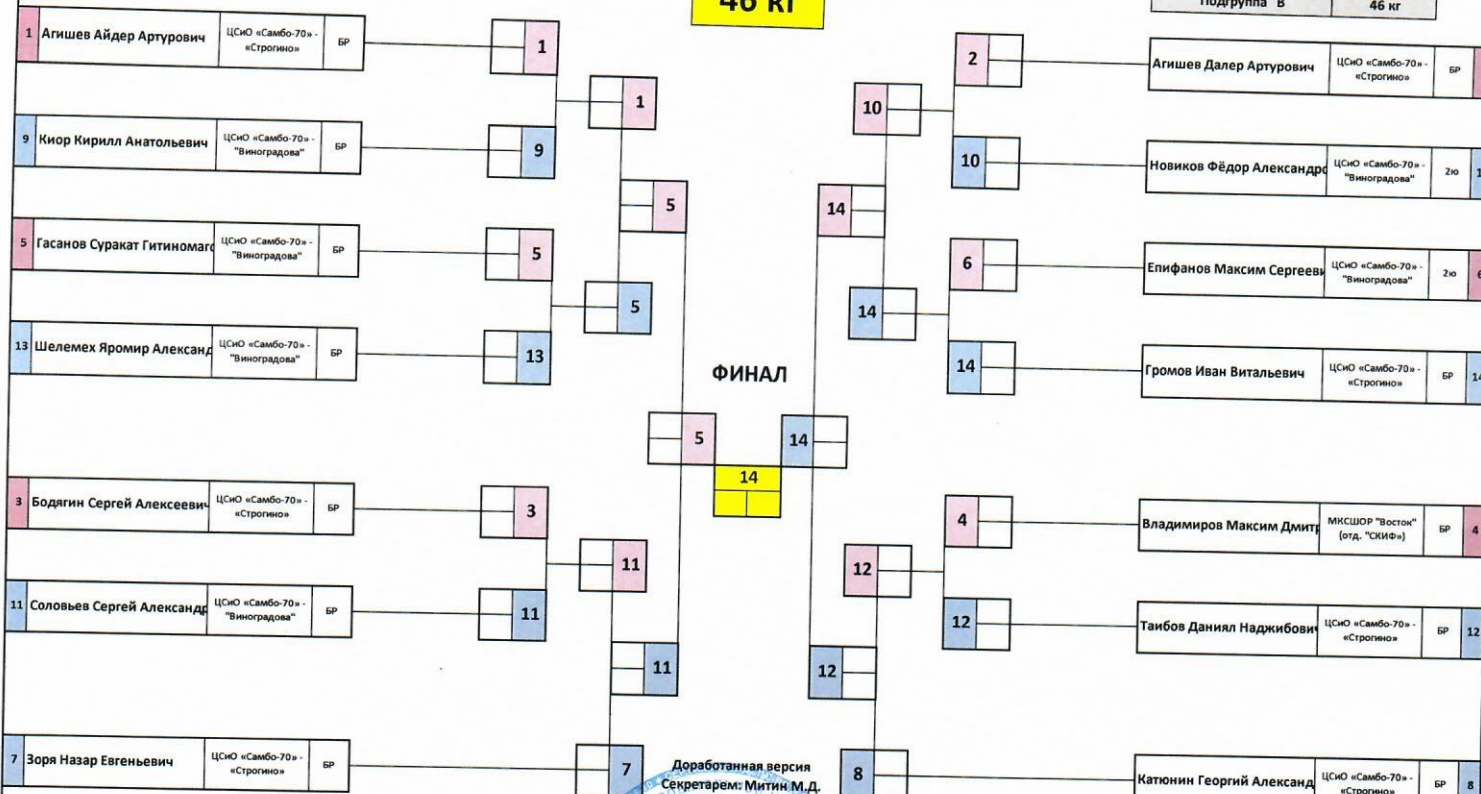 46 кг
Подгруппа В
46 кг
1 Агишев Айдер Артурович ЦСиО «Самбо-70» - «Строгино» БР
1
1
9 Киор Кирилл Анатольевич ЦСиО «Самбо-70» - "Виноградова" БР
9
5
5 Гасанов Суракат Гитиномаго ЦСиО «Самбо-70» - "Виноградова" БР
5
5
13 Шелемех Яромир Александ ЦСиО «Самбо-70» - "Виноградова" БР
13
3 Бодягин Сергей Алексеевич ЦСиО «Самбо-70» - «Строгино» БР
3
11
11 Соловьев Сергей Александр ЦСиО «Самбо-70» - "Виноградова" БР
11
11
7 Зоря Назар Евгеньевич ЦСиО «Самбо-70» - «Строгино» БР
7
ФИНАЛ
5
14
14
2
Агишев Далер Артурович ЦСиО «Самбо-70» - «Строгино» БР
10
10
Новиков Фёдор Александро ЦСиО «Самбо-70» - "Виноградова" 2ю 1
14
6
Епифанов Максим Сергееви ЦСиО «Самбо-70» - "Виноградова" 2ю 6
14
14
Громов Иван Витальевич ЦСиО «Самбо-70» - «Строгино» БР 14
4
Владимиров Максим Дмитр МКСШОР "Восток" (отд. "СКИФ») БР 4
12
12
Таибов Даниял Наджибович ЦСиО «Самбо-70» - «Строгино» БР 12
12
8
Катюнин Георгий Александ ЦСиО «Самбо-70» - «Строгино» БР 8
Доработанная версия
Секретарем: Митин М.Д.